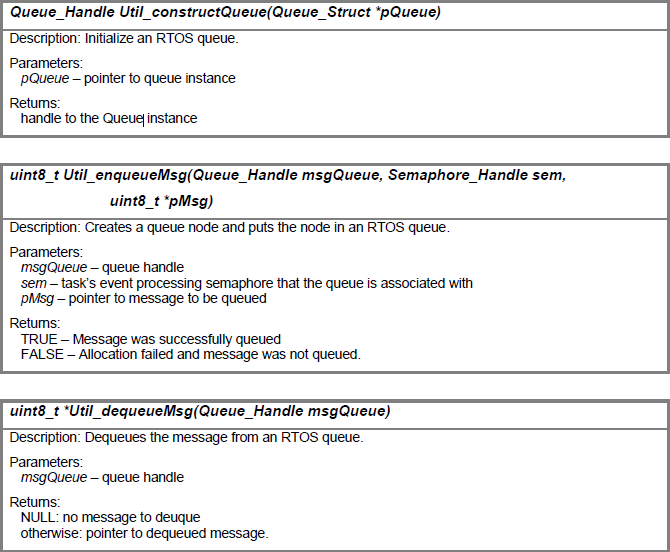 Queue_Handle Util_constructQueue(Queue_Struct *pQueue)
Description: Initialize an RTOS queue.
Parameters:
pQueue – pointer to queue instance
Returns:
handle to the Queue instance
uint8_t Util_enqueueMsg(Queue_Handle msgQueue, Semaphore_Handle sem,
uint8_t *pMsg)
Description: Creates a queue node and puts the node in an RTOS queue.
Parameters:
msgQueue – queue handle
sem – task's event processing semaphore that the queue is associated with
pMsg – pointer to message to be queued
Returns:
TRUE – Message was successfully queued
FALSE – Allocation failed and message was not queued.
uint8_t *Util_dequeueMsg(Queue_Handle msgQueue)
Description: Dequeues the message from an RTOS queue.
Parameters:
msgQueue – queue handle
Returns:
NULL: no message to deuque
otherwise: pointer to dequeued message.